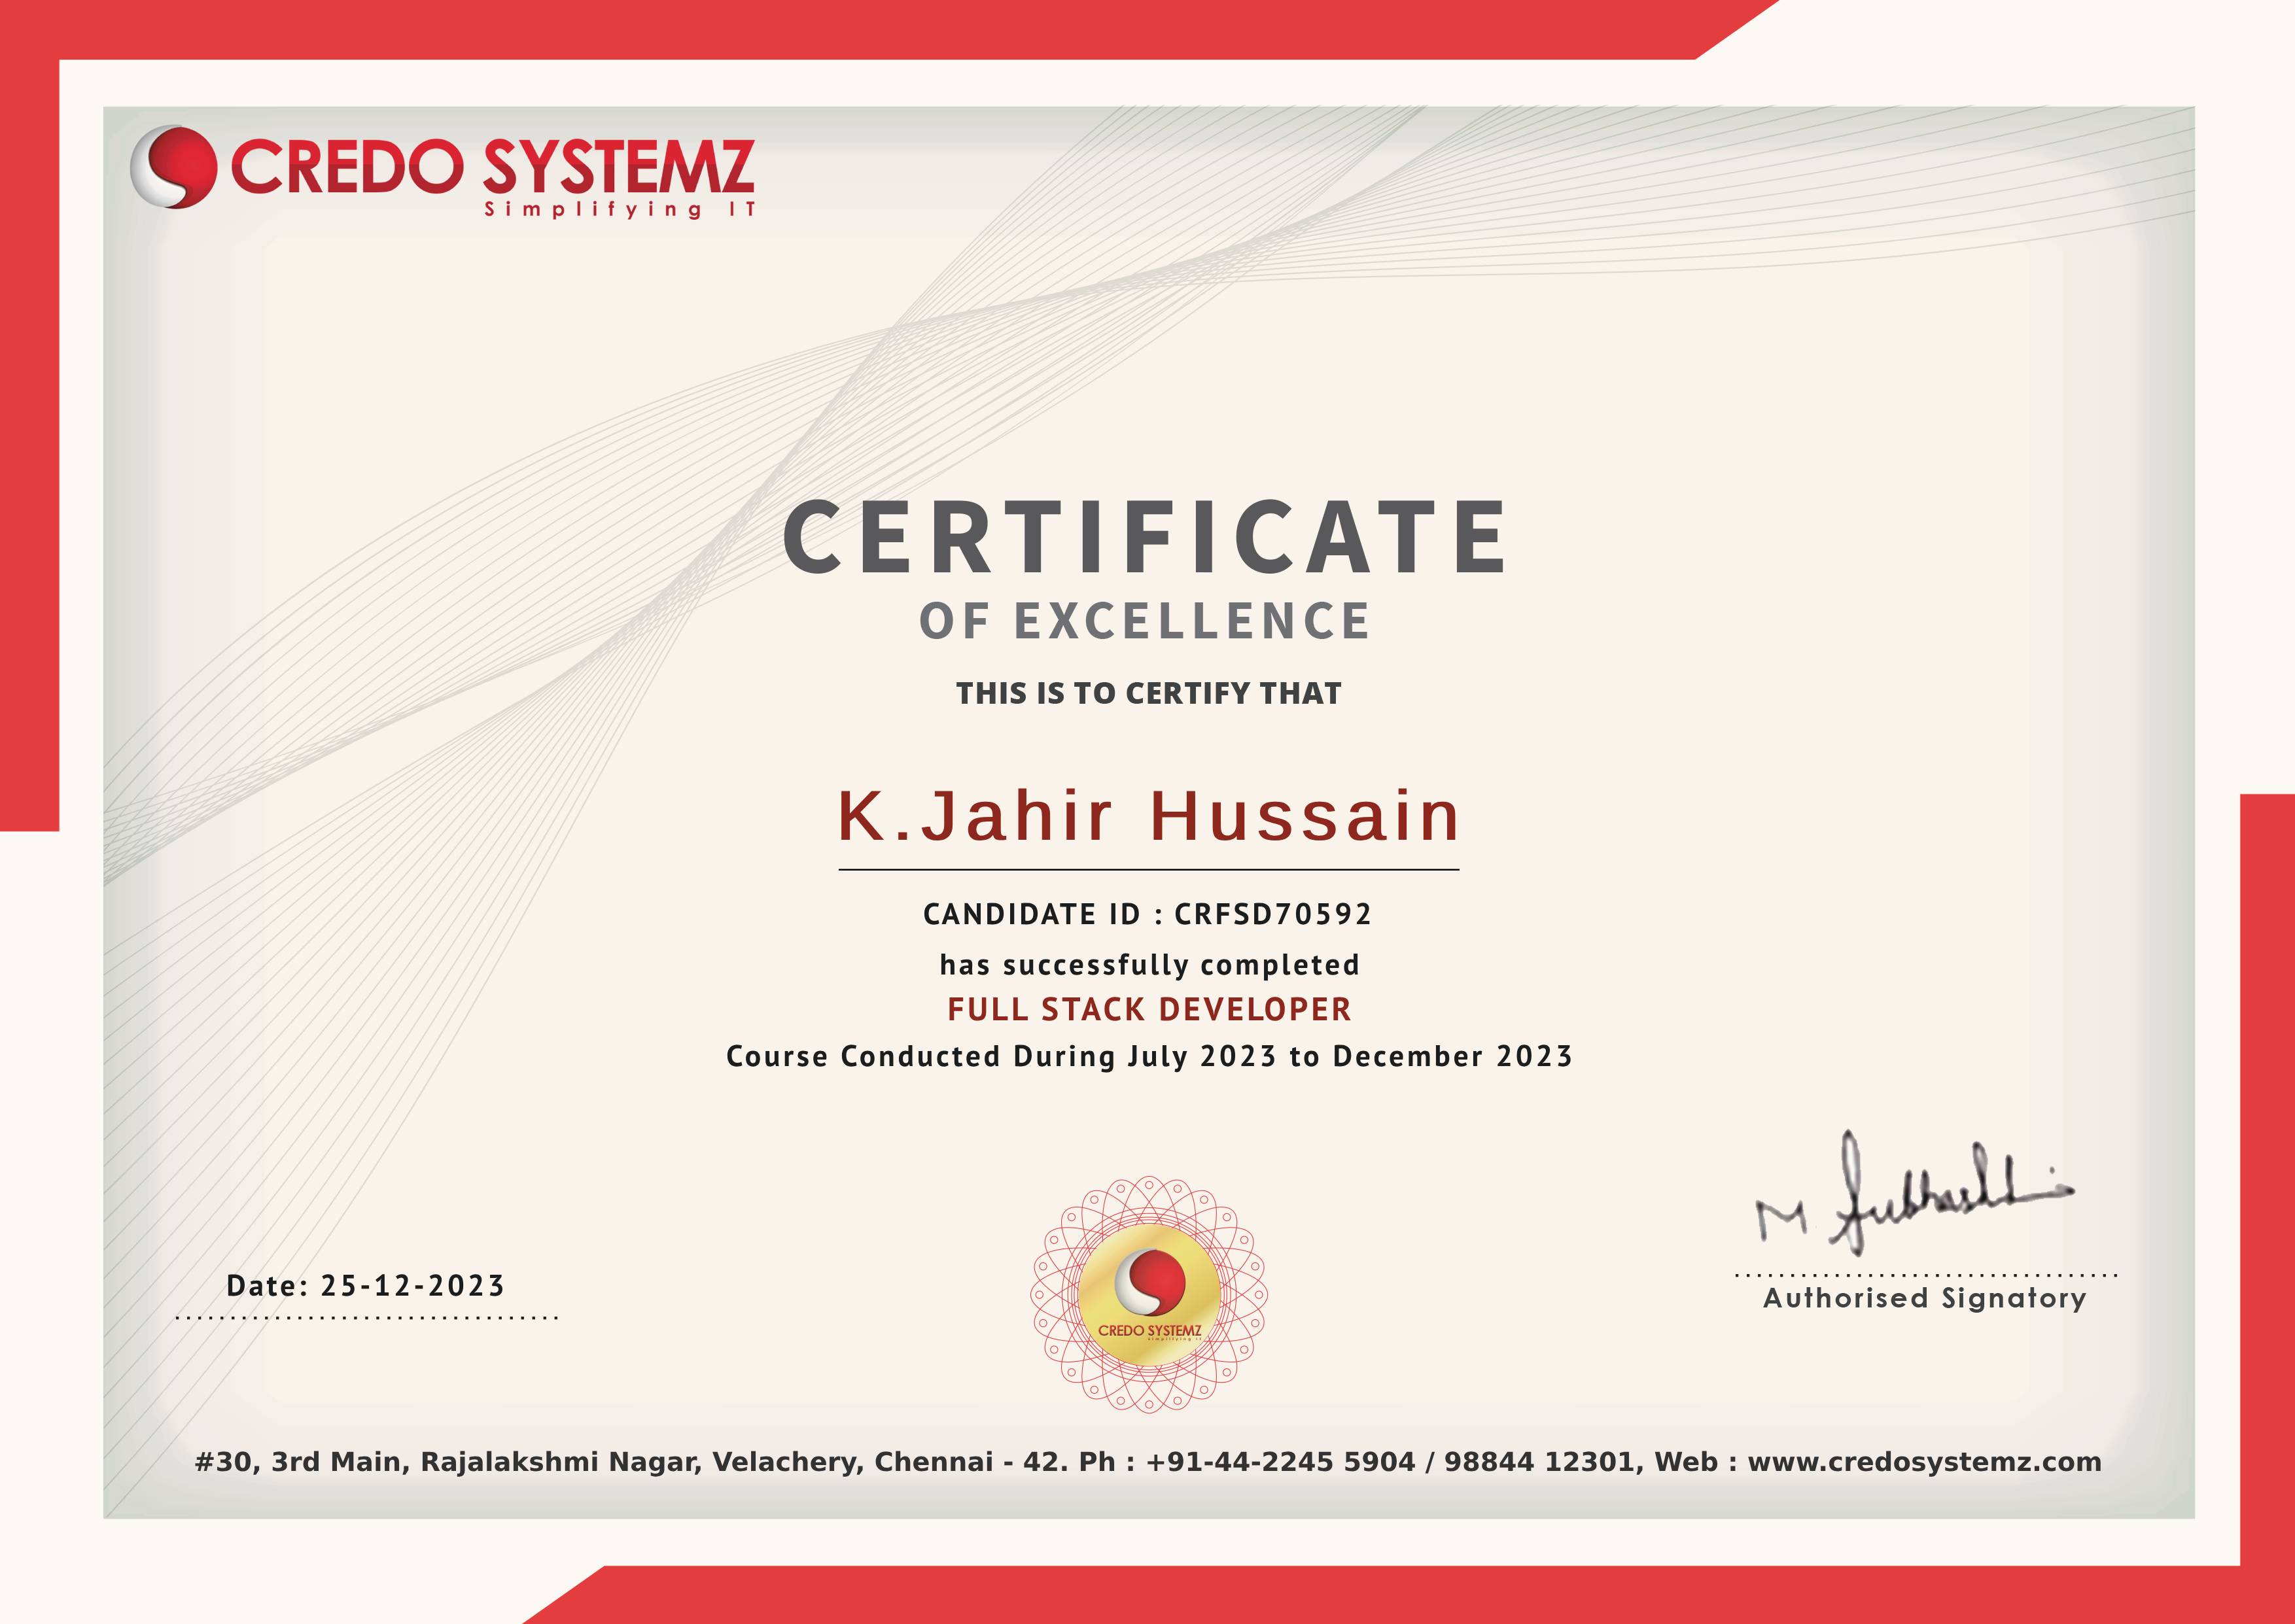 CREDO SYSTEMZ
Simplifying IT
CERTIFICATE
OF EXCELLENCE
THIS IS TO CERTIFY THAT
K.Jahir Hussain
CANDIDATE ID : CRFSD70592
has successfully completed
FULL STACK DEVELOPER
Course Conducted During July 2023 to December 2023
Date: 25-12-2023
CREDO SYSTEMZ
Simplifying IT
Authorised Signatory
#30, 3rd Main, Rajalakshmi Nagar, Velachery, Chennai - 42. Ph : +91-44-2245 5904 / 98844 12301, Web : www.credosystemz.com